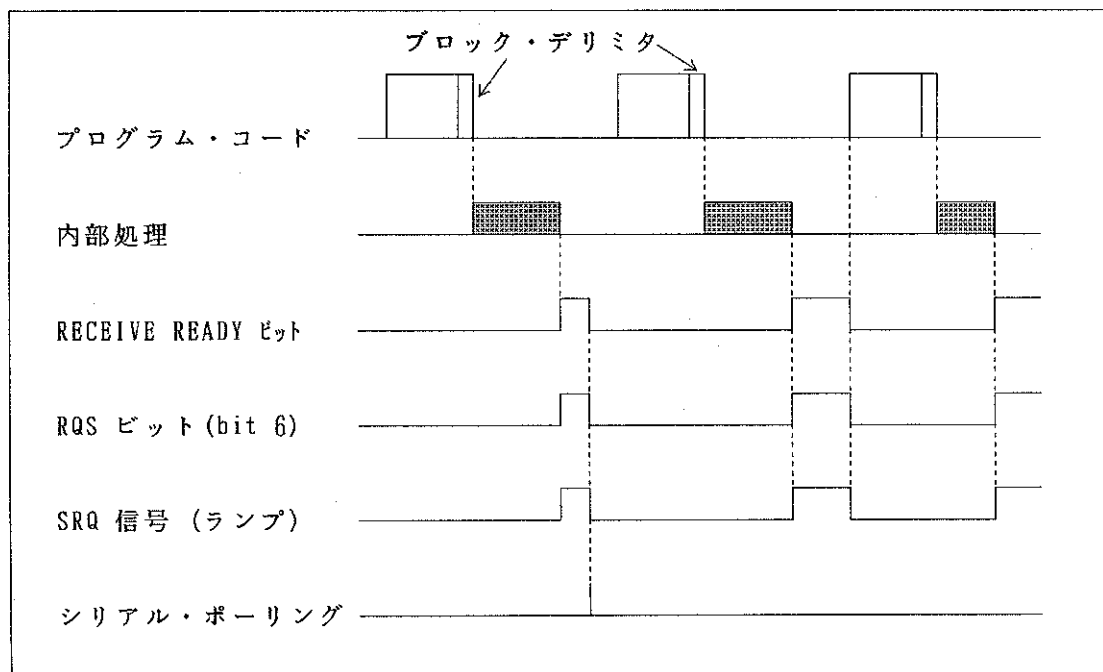 ブロック・デリミタ
プログラム・コード
内部処理
RECEIVE READY ビット
RQS ビット(bit 6)
SRQ 信号 (ランプ)
シリアル・ポーリング